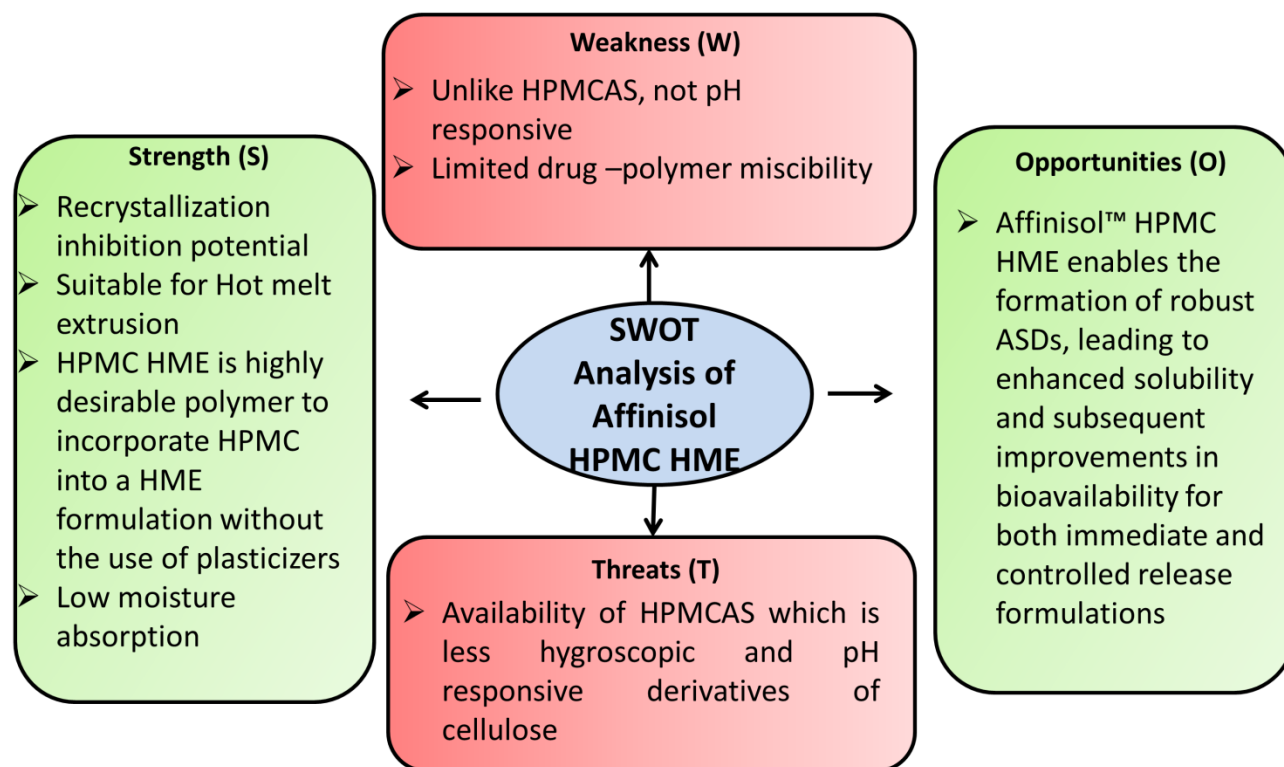 Weakness (W)
➢ Unlike HPMCAS, not pH
responsive
➢ Limited drug –polymer miscibility
Strength (S)
➢ Recrystallization
inhibition potential
➢ Suitable for Hot melt
extrusion
➢ HPMC HME is highly
desirable polymer to
incorporate HPMC
into a HME
formulation without
the use of plasticizers
➢ Low moisture
absorption
SWOT
Analysis of
Affinisol
HPMC HME
Opportunities (O)
➢ Affinisol™ HPMC
HME enables the
formation of robust
ASDs, leading to
enhanced solubility
and subsequent
improvements in
bioavailability for
both immediate and
controlled release
formulations
Threats (T)
➢ Availability of HPMCAS which is
less hygroscopic and pH
responsive derivatives of
cellulose